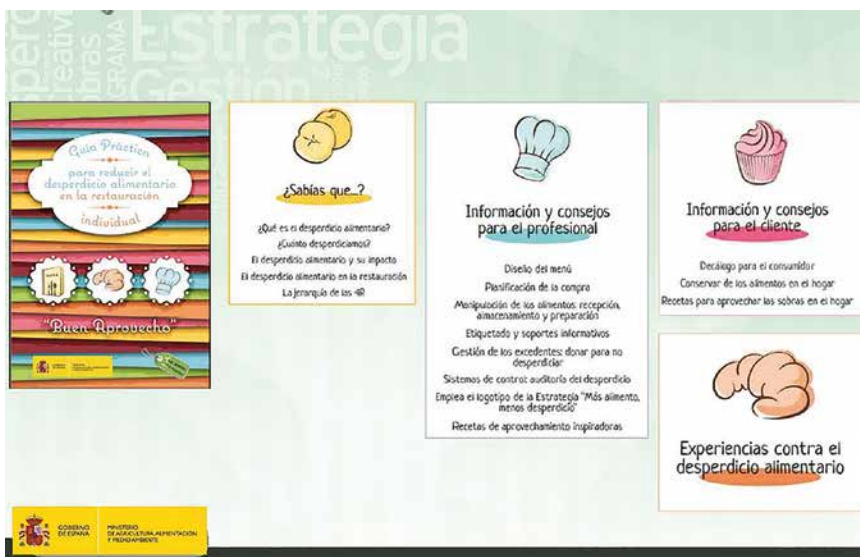 Estrategia
Gestión
Guía Práctica
para reducir el
desperdicio alimentario
en la restauración
individual
"Buen Aprovecho"
¿Sabías que..?
¿Qué es el desperdicio alimentario?
¿Cuánto desperdiciamos?
El desperdicio alimentario y su impacto
El desperdicio alimentario en la restauración
La jerarquía de las 4R
Información y consejos
para el profesional
Diseño del menú
Planificación de la compra
Manipulación de los alimentos: recepción,
almacenamiento y preparación
Etiquetado y soportes informativos
Gestión de los excedentes: donar para no
desperdiciar
Sistemas de control: auditoría del desperdicio
Emplea el logotipo de la Estrategia "Más alimento,
menos desperdicio"
Recetas de aprovechamiento inspiradoras
Información y consejos
para el cliente
Decálogo para el consumidor
Conservar de los alimentos en el hogar
Recetas para aprovechar las sobras en el hogar
Experiencias contra el
desperdicio alimentario
GOBIERNO
DE ESPAÑA
MINISTERIO
DE AGRICULTURA, ALIMENTACIÓN
Y MEDIO AMBIENTE